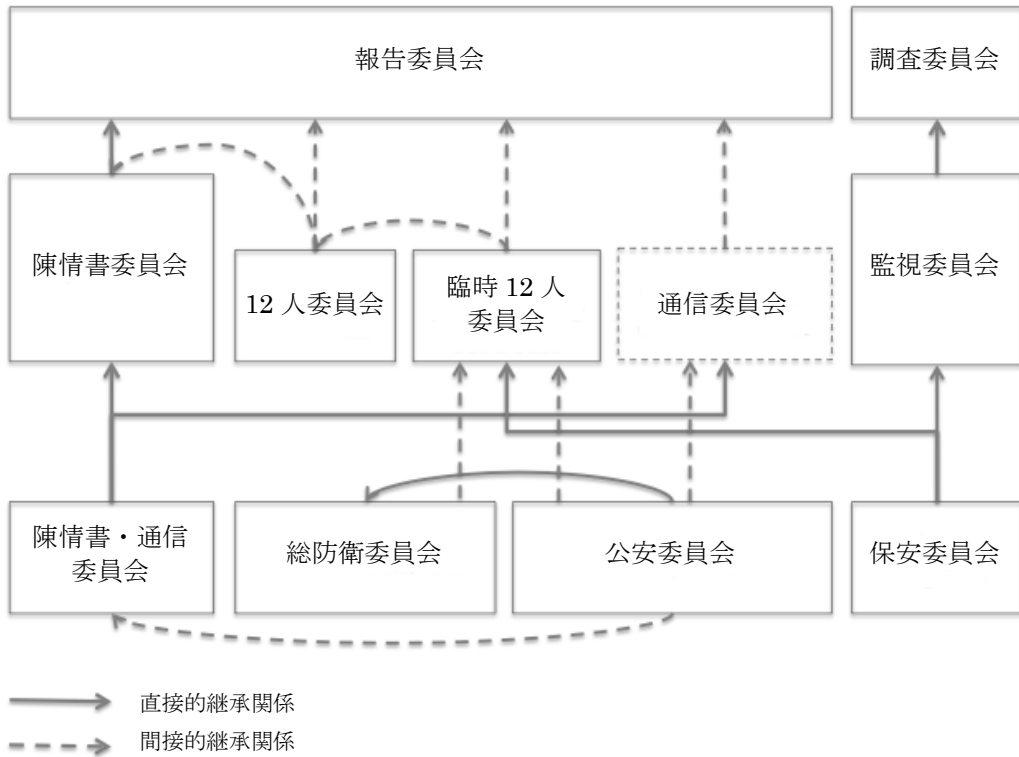 報告委員会
調査委員会
陳情書委員会
12 人委員会
臨時 12 人
委員会
通信委員会
監視委員会
陳情書・通信
委員会
総防衛委員会
公安委員会
保安委員会
直接的継承関係
間接的継承関係